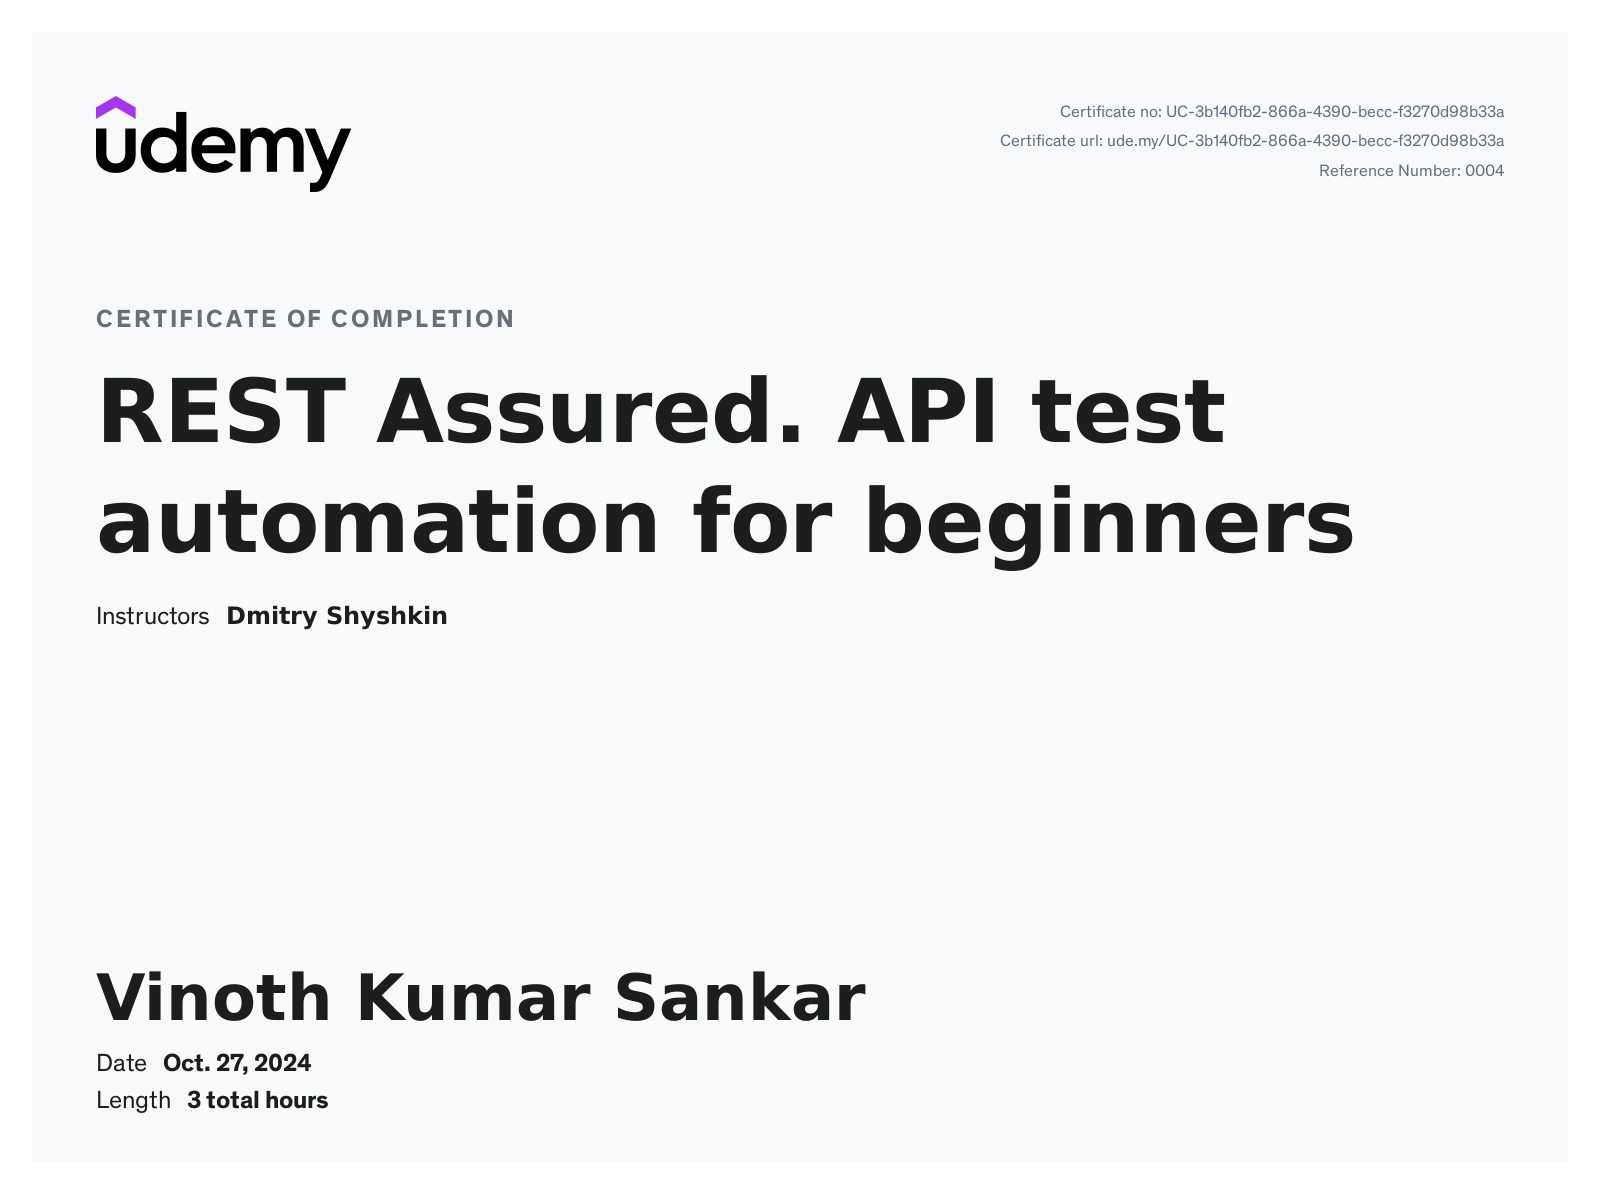 udemy
Certificate no: UC-3b140fb2-866a-4390-becc-f3270d98b33a
Certificate url: ude.my/UC-3b140fb2-866a-4390-becc-f3270d98b33a
Reference Number: 0004
CERTIFICATE OF COMPLETION
REST Assured. API test
automation for beginners
Instructors Dmitry Shyshkin
Vinoth Kumar Sankar
Date Oct. 27, 2024
Length 3 total hours